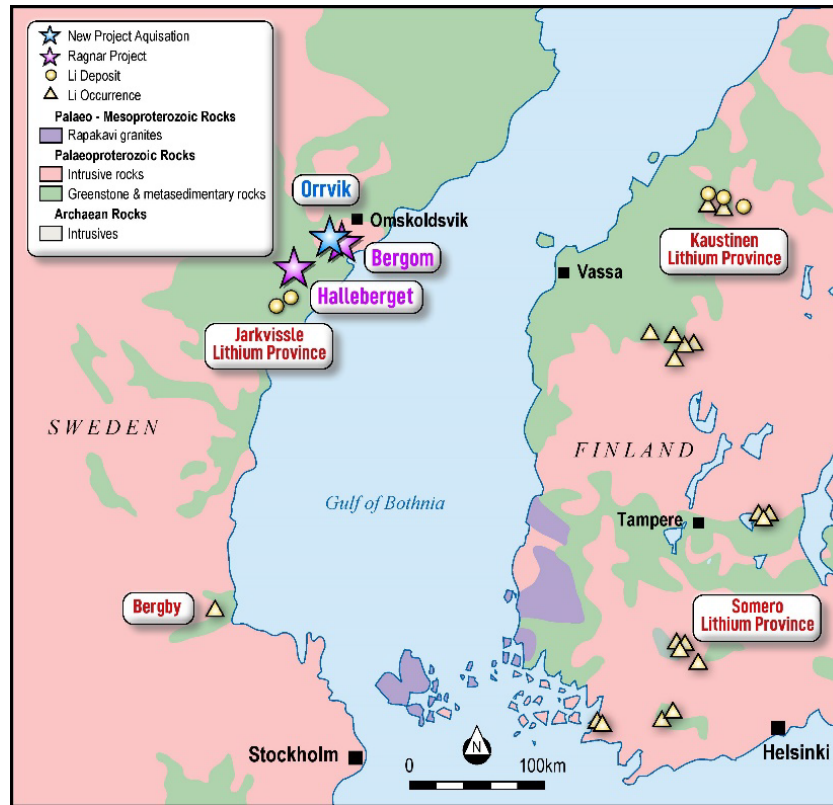 New Project Aquisation
Ragnar Project
Li Deposit
Li Occurrence
Palaeo - Mesoproterozoic Rocks
Rapakavi granites
Palaeoproterozoic Rocks
Intrusive rocks
Greenstone & metasedimentary rocks
Archaean Rocks
Intrusives
Orrvik
Omskoldsvik
Bergom
Halleberget
Jarkvissle
Lithium Province
Kaustinen
Lithium Province
Vassa
SWEDEN
FINLAND
Gulf of Bothnia
Tampere
Bergby
Somero
Lithium Province
Stockholm
N
0 100km
Helsinki